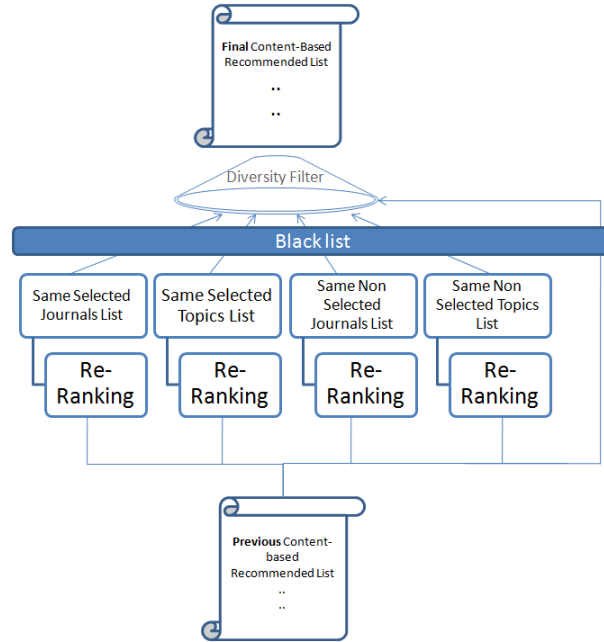 Final Content-Based
Recommended List
..
..
Diversity Filter
Black list
Same Selected
Journals List
Same Selected
Topics List
Same Non
Selected
Journals List
Same Non
Selected Topics
List
Re-
Ranking
Re-
Ranking
Re-
Ranking
Re-
Ranking
Previous Content-
based
Recommended List
..
..